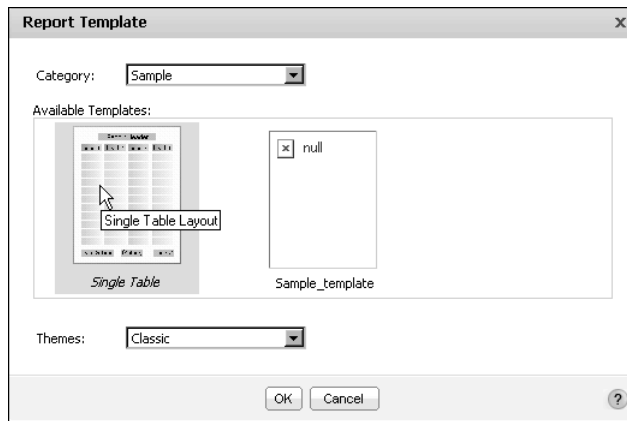 Report Template
x
Category: Sample
Available Templates:
x null
Single Table Layout
Single Table
Sample_template
Themes: Classic
OK Cancel ?